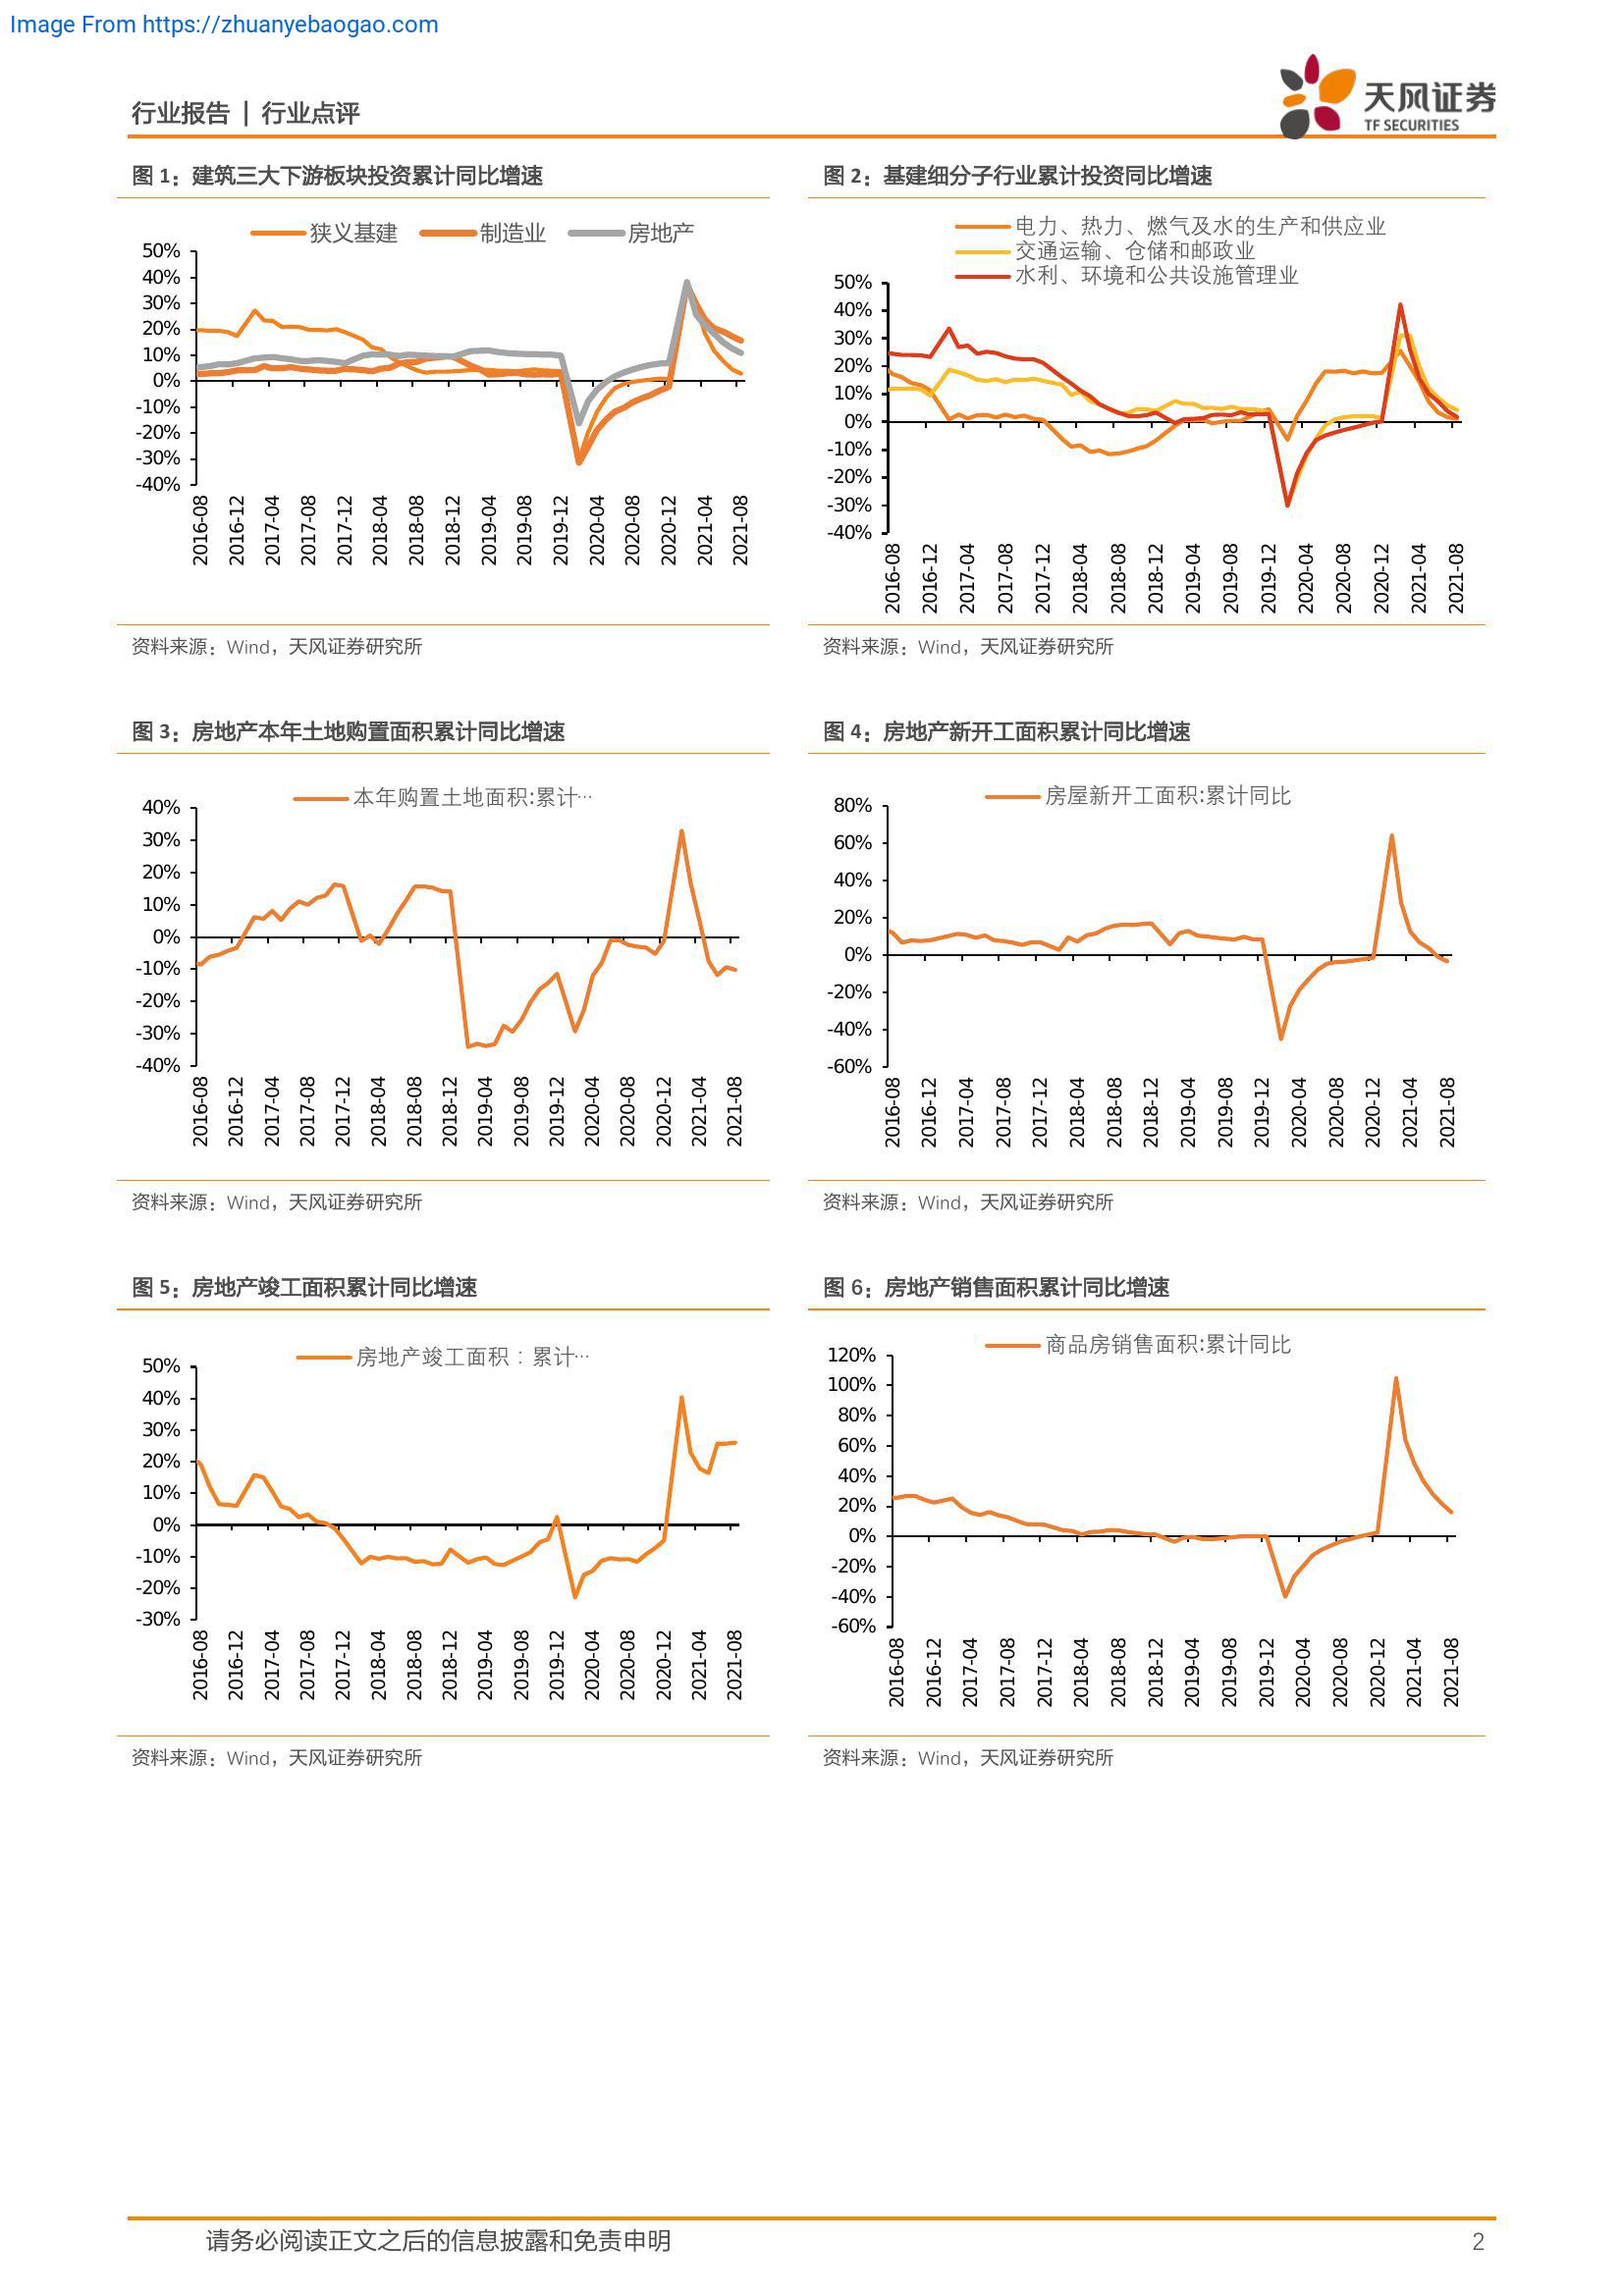 Image From https://zhuanyebaogao.com
行业报告 | 行业点评
天风证券
TF SECURITIES
图 1：建筑三大下游板块投资累计同比增速
狭义基建 制造业 房地产
50%
40%
30%
20%
10%
0%
-10%
-20%
-30%
-40%
2016-08 2016-12 2017-04 2017-08 2017-12 2018-04 2018-08 2018-12 2019-04 2019-08 2019-12 2020-04 2020-08 2020-12 2021-04 2021-08
资料来源：Wind，天风证券研究所
图 2：基建细分子行业累计投资同比增速
电力、热力、燃气及水的生产和供应业
交通运输、仓储和邮政业
水利、环境和公共设施管理业
50%
40%
30%
20%
10%
0%
-10%
-20%
-30%
-40%
2016-08 2016-12 2017-04 2017-08 2017-12 2018-04 2018-08 2018-12 2019-04 2019-08 2019-12 2020-04 2020-08 2020-12 2021-04 2021-08
资料来源：Wind，天风证券研究所
图 3：房地产本年土地购置面积累计同比增速
本年购置土地面积:累计…
40%
30%
20%
10%
0%
-10%
-20%
-30%
-40%
2016-08 2016-12 2017-04 2017-08 2017-12 2018-04 2018-08 2018-12 2019-04 2019-08 2019-12 2020-04 2020-08 2020-12 2021-04 2021-08
资料来源：Wind，天风证券研究所
图 4：房地产新开工面积累计同比增速
房屋新开工面积:累计同比
80%
60%
40%
20%
0%
-20%
-40%
-60%
2016-08 2016-12 2017-04 2017-08 2017-12 2018-04 2018-08 2018-12 2019-04 2019-08 2019-12 2020-04 2020-08 2020-12 2021-04 2021-08
资料来源：Wind，天风证券研究所
图 5：房地产竣工面积累计同比增速
房地产竣工面积：累计…
50%
40%
30%
20%
10%
0%
-10%
-20%
-30%
2016-08 2016-12 2017-04 2017-08 2017-12 2018-04 2018-08 2018-12 2019-04 2019-08 2019-12 2020-04 2020-08 2020-12 2021-04 2021-08
资料来源：Wind，天风证券研究所
图 6：房地产销售面积累计同比增速
商品房销售面积:累计同比
120%
100%
80%
60%
40%
20%
0%
-20%
-40%
-60%
2016-08 2016-12 2017-04 2017-08 2017-12 2018-04 2018-08 2018-12 2019-04 2019-08 2019-12 2020-04 2020-08 2020-12 2021-04 2021-08
资料来源：Wind，天风证券研究所
请务必阅读正文之后的信息披露和免责申明 2